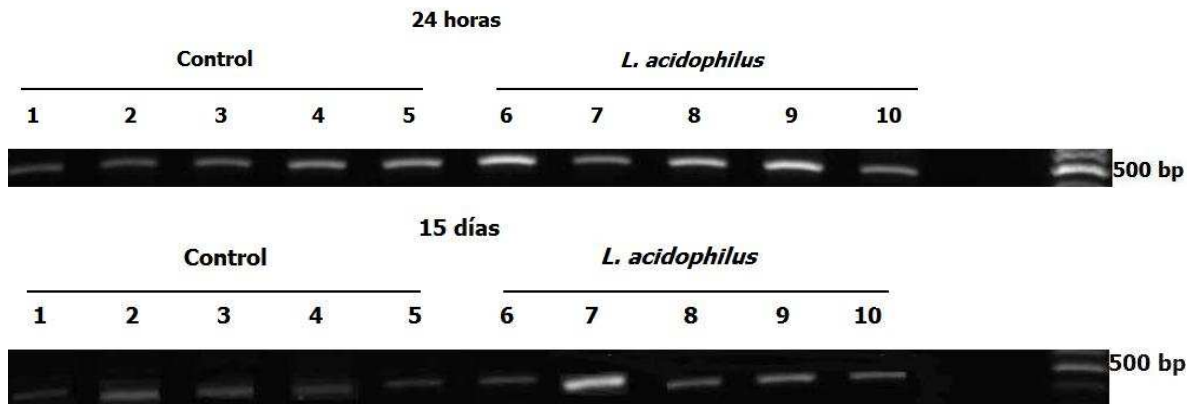 24 horas
Control L. acidophilus
1 2 3 4 5 6 7 8 9 10
500 bp
15 días
Control L. acidophilus
1 2 3 4 5 6 7 8 9 10
500 bp